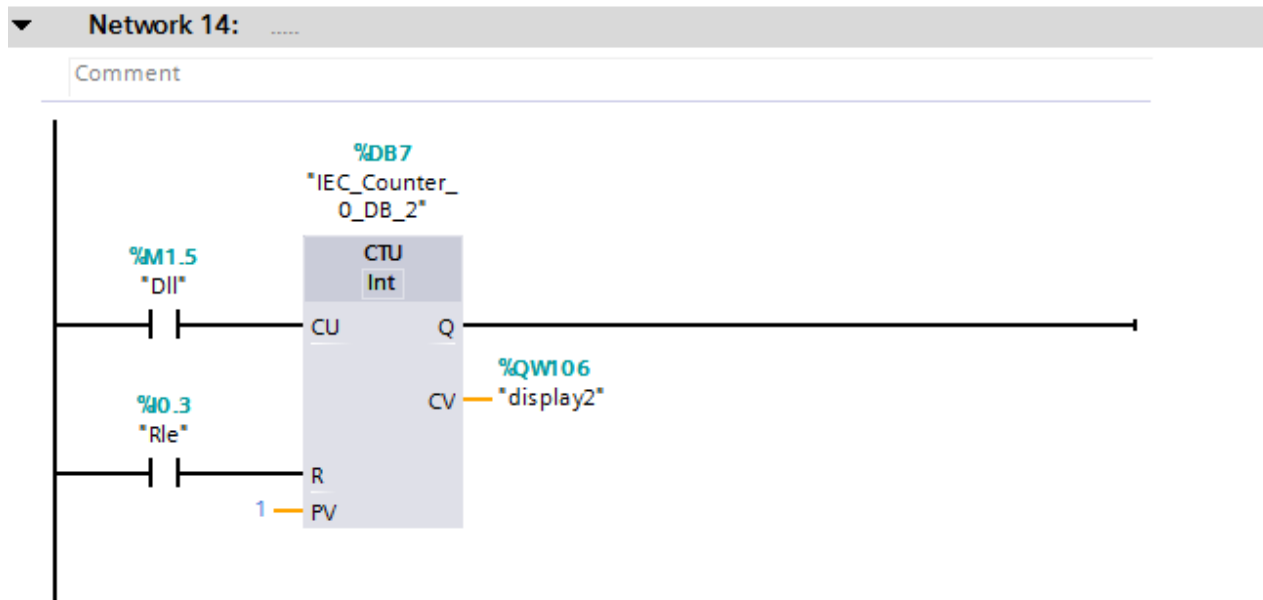 Network 14: .....
Comment
%DB7
"IEC_Counter_
0_DB_2"
%M1.5
"Dll"
CTU
Int
CU
Q
%QW106
"display2"
CV
%I0.3
"Rle"
R
1
PV